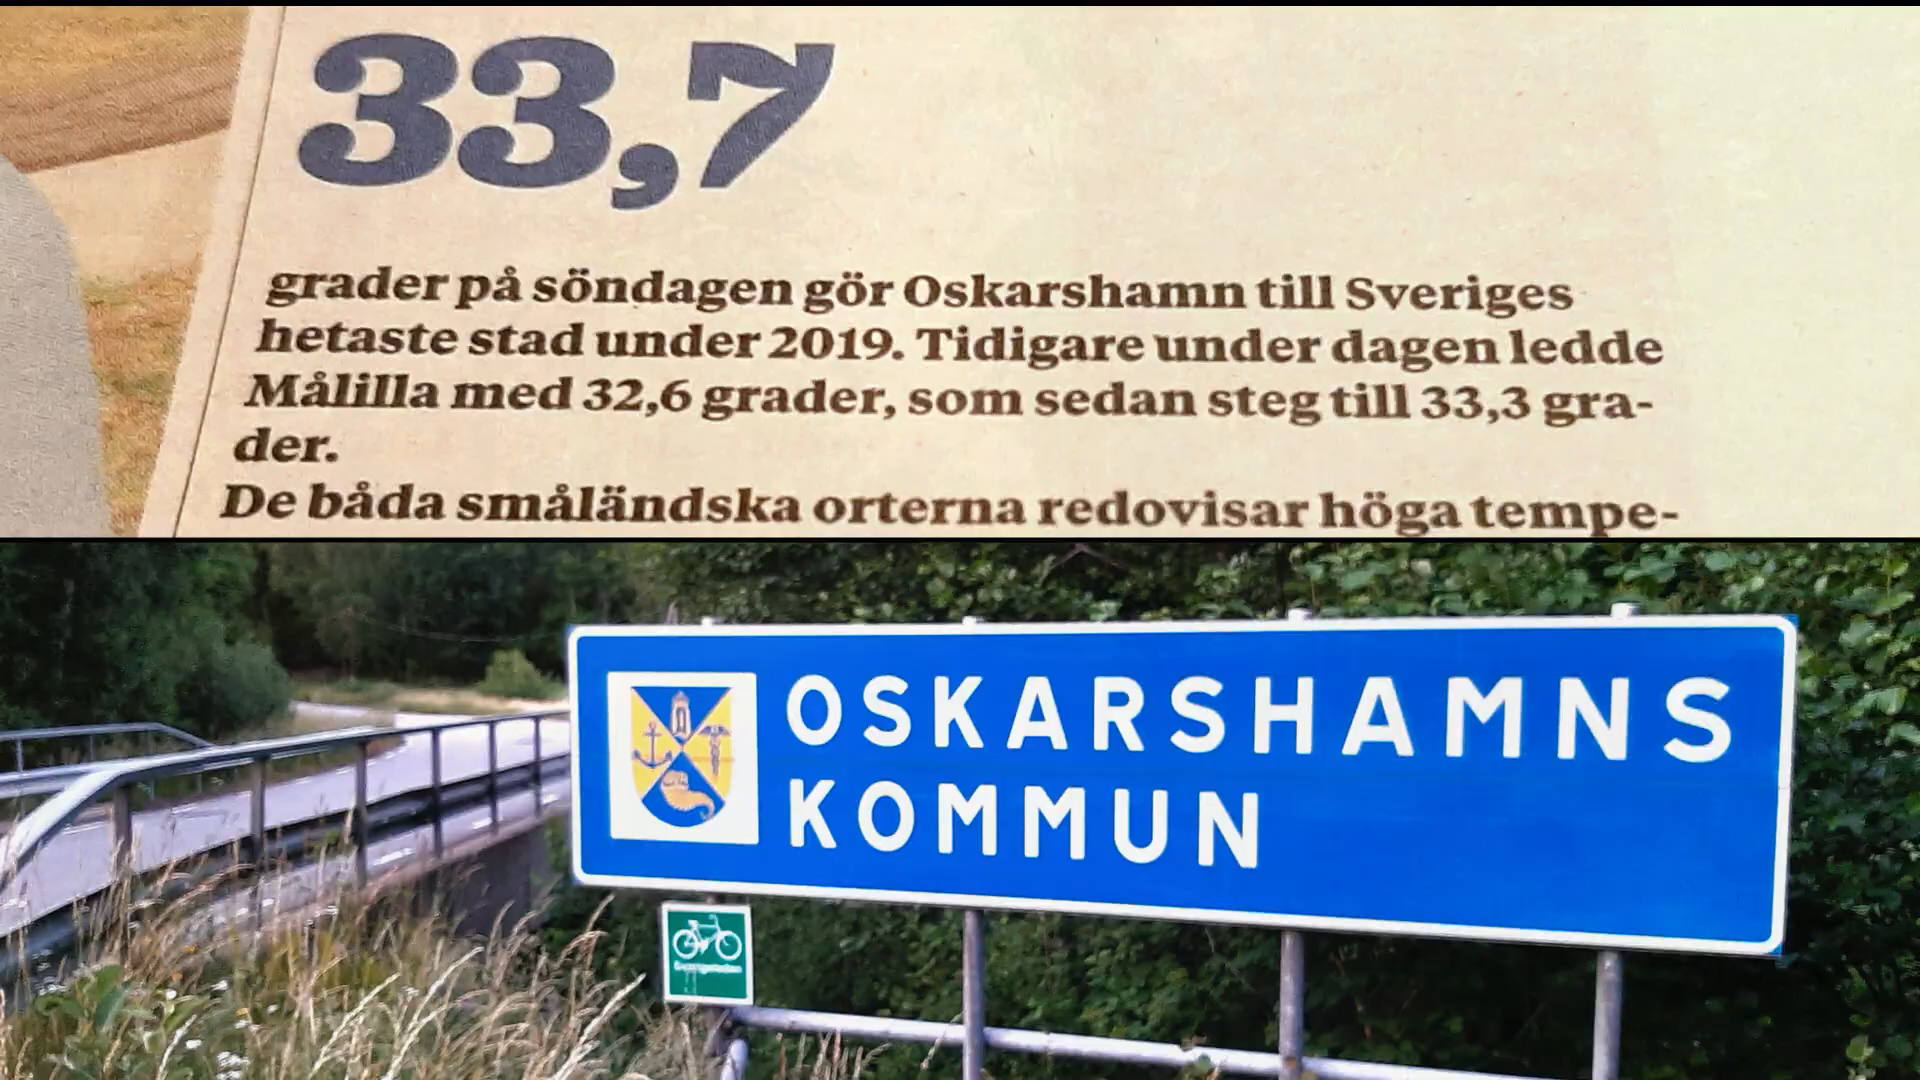 33,7
grader på söndagen gör Oskarshamn till Sveriges
hetaste stad under 2019. Tidigare under dagen ledde
Målilla med 32,6 grader, som sedan steg till 33,3 gra-
der.
De båda småländska orterna redovisar höga tempe-
OSKARSHAMNS
KOMMUN